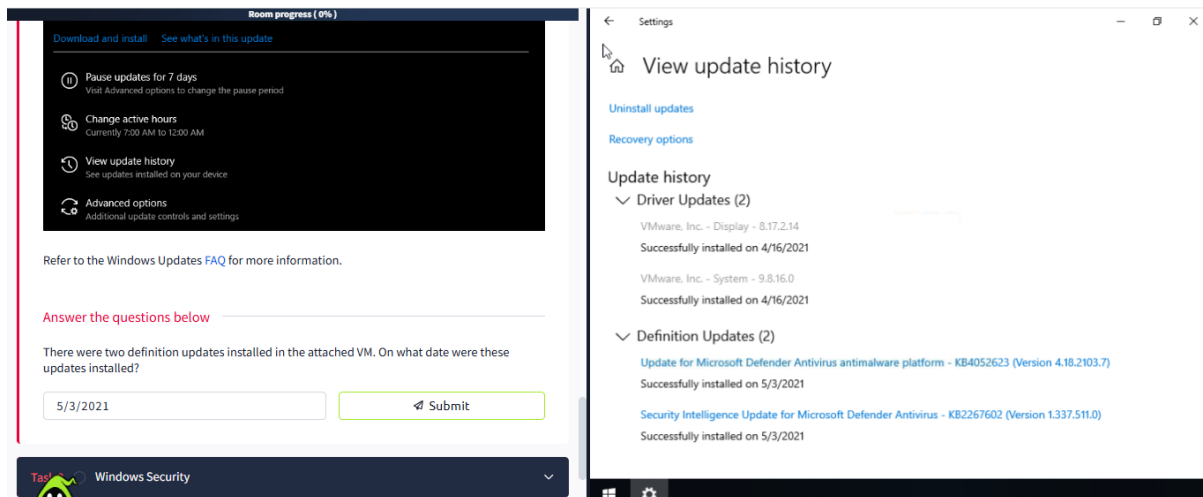 Room progress ( 0% )
Download and install See what's in this update
Pause updates for 7 days
Visit Advanced options to change the pause period
Change active hours
Currently 7:00 AM to 12:00 AM
View update history
See updates installed on your device
Advanced options
Additional update controls and settings
Refer to the Windows Updates FAQ for more information.
Answer the questions below
There were two definition updates installed in the attached VM. On what date were these
updates installed?
5/3/2021
Submit
Windows Security
Settings
View update history
Uninstall updates
Recovery options
Update history
Driver Updates (2)
VMware, Inc. - Display - 8.17.2.14
Successfully installed on 4/16/2021
VMware, Inc. - System - 9.8.16.0
Successfully installed on 4/16/2021
Definition Updates (2)
Update for Microsoft Defender Antivirus antimalware platform - KB4052623 (Version 4.18.2103.7)
Successfully installed on 5/3/2021
Security Intelligence Update for Microsoft Defender Antivirus - KB2267602 (Version 1.337.511.0)
Successfully installed on 5/3/2021